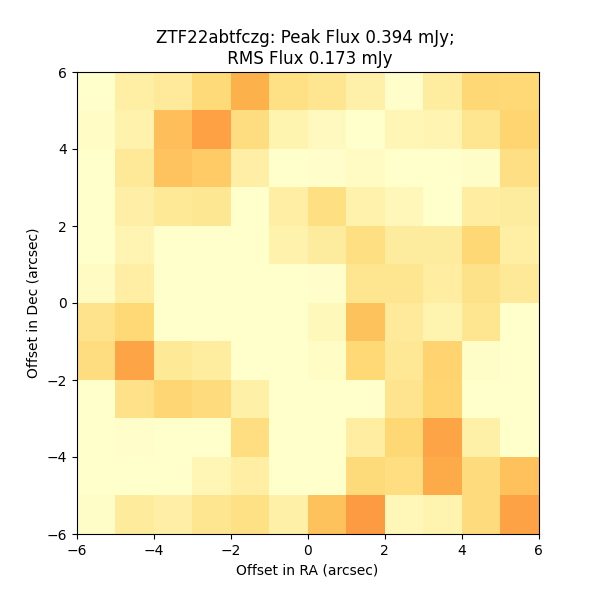 ZTF22abtfczg: Peak Flux 0.394 mJy;
RMS Flux 0.173 mJy
6
4
2
0
−2
−4
−6
Offset in Dec (arcsec)
−6 −4 −2 0 2 4 6
Offset in RA (arcsec)